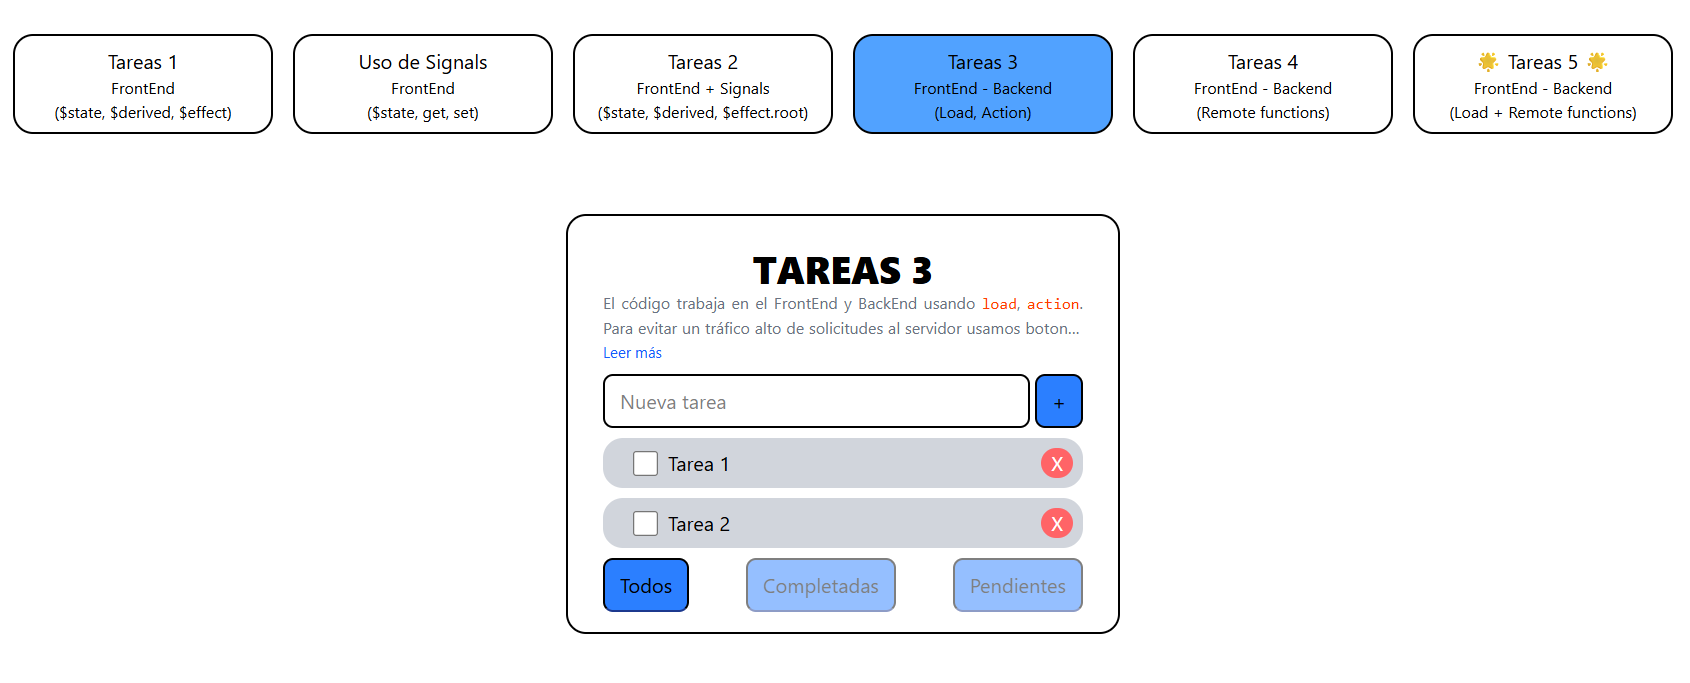 Tareas 1
FrontEnd
($state, $derived, $effect)
Uso de Signals
FrontEnd
($state, get, set)
Tareas 2
FrontEnd + Signals
($state, $derived, $effect.root)
Tareas 3
FrontEnd - Backend
(Load, Action)
Tareas 4
FrontEnd - Backend
(Remote functions)
🌟 Tareas 5 🌟
FrontEnd - Backend
(Load + Remote functions)
TAREAS 3
El código trabaja en el FrontEnd y BackEnd usando load, action.
Para evitar un tráfico alto de solicitudes al servidor usamos boton...
Leer más
Nueva tarea
+
Tarea 1
X
Tarea 2
X
Todos
Completadas
Pendientes